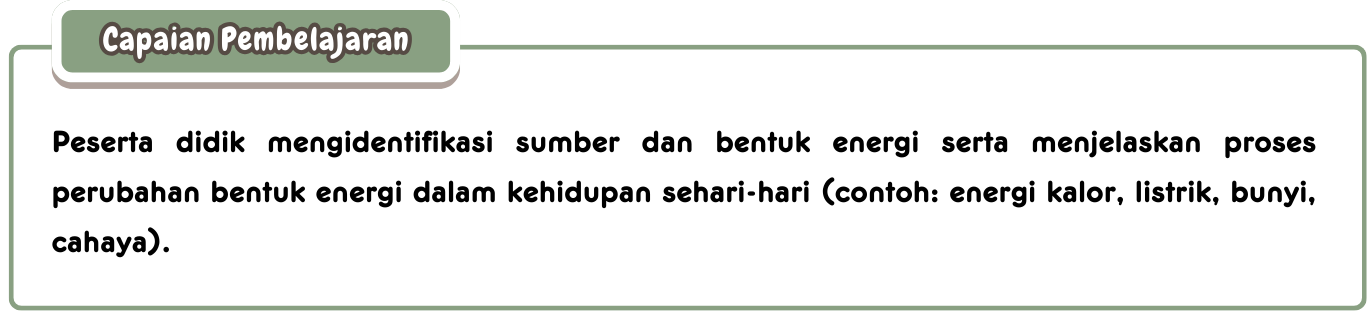 Capaian Pembelajaran
Peserta didik mengidentifikasi sumber dan bentuk energi serta menjelaskan proses
perubahan bentuk energi dalam kehidupan sehari-hari (contoh: energi kalor, listrik, bunyi,
cahaya).